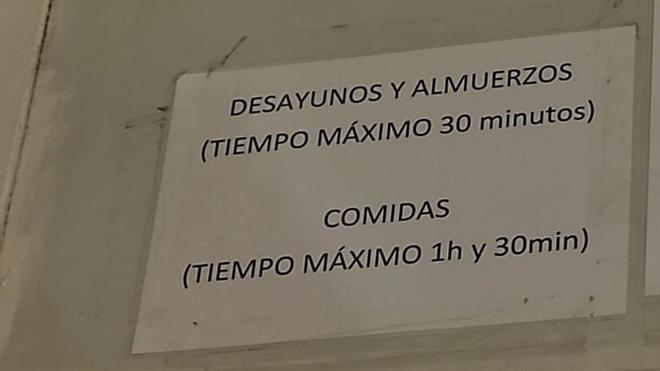 DESAYUNOS Y ALMUERZOS
(TIEMPO MÁXIMO 30 minutos)
COMIDAS
(TIEMPO MÁXIMO 1h y 30min)